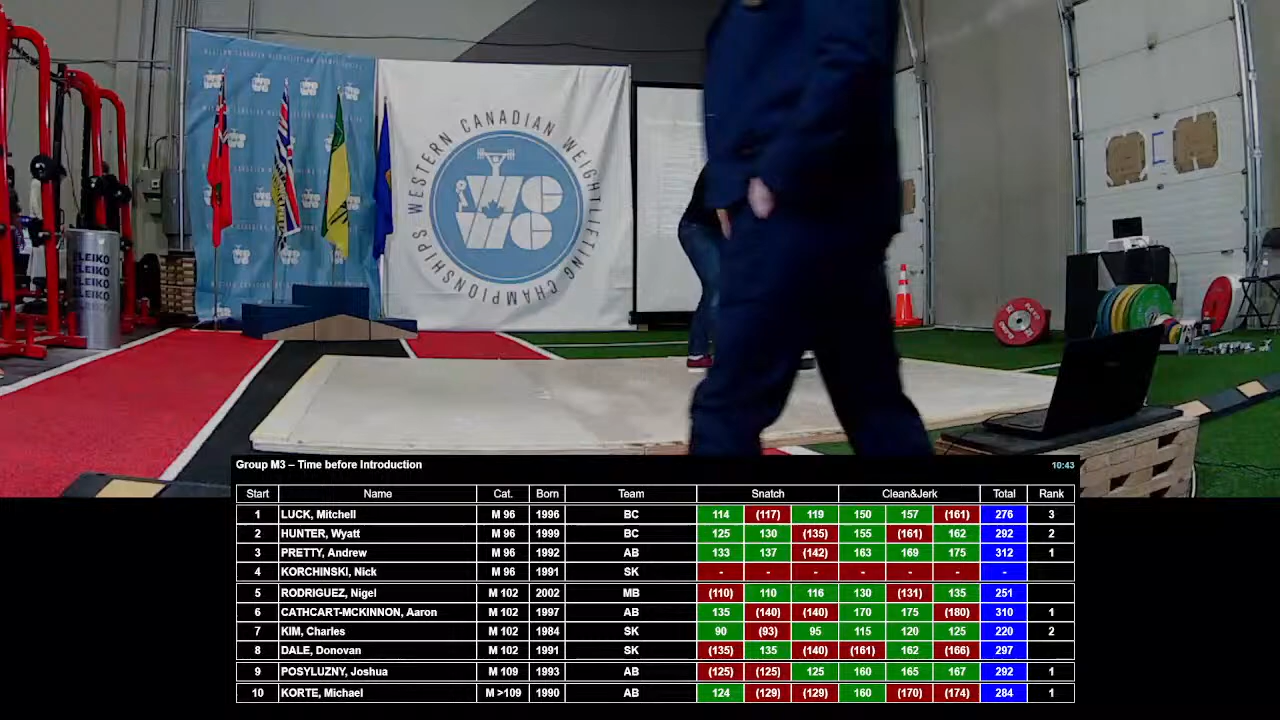 WESTERN CANADIAN WEIGHTLIFTING CHAMPIONSHIPS
WC
WC
ELEIKO
ELEIKO
ELEIKO
ELEIKO
Group M3 – Time before Introduction 10:43
Start Name Cat. Born Team Snatch Clean&Jerk Total Rank
1 LUCK, Mitchell M 96 1996 BC 114 (117) 119 150 157 (161) 276 3
2 HUNTER, Wyatt M 96 1999 BC 125 130 (135) 155 (161) 162 292 2
3 PRETTY, Andrew M 96 1992 AB 133 137 (142) 163 169 175 312 1
4 KORCHINSKI, Nick M 96 1991 SK - - - - - - -
5 RODRIGUEZ, Nigel M 102 2002 MB (110) 110 116 130 (131) 135 251
6 CATHCART-MCKINNON, Aaron M 102 1997 AB 135 (140) (140) 170 175 (180) 310 1
7 KIM, Charles M 102 1984 SK 90 (93) 95 115 120 125 220 2
8 DALE, Donovan M 102 1991 SK (135) 135 (140) (161) 162 (166) 297
9 POSYLUZNY, Joshua M 109 1993 AB (125) (125) 125 160 165 167 292 1
10 KORTE, Michael M >109 1990 AB 124 (129) (129) 160 (170) (174) 284 1